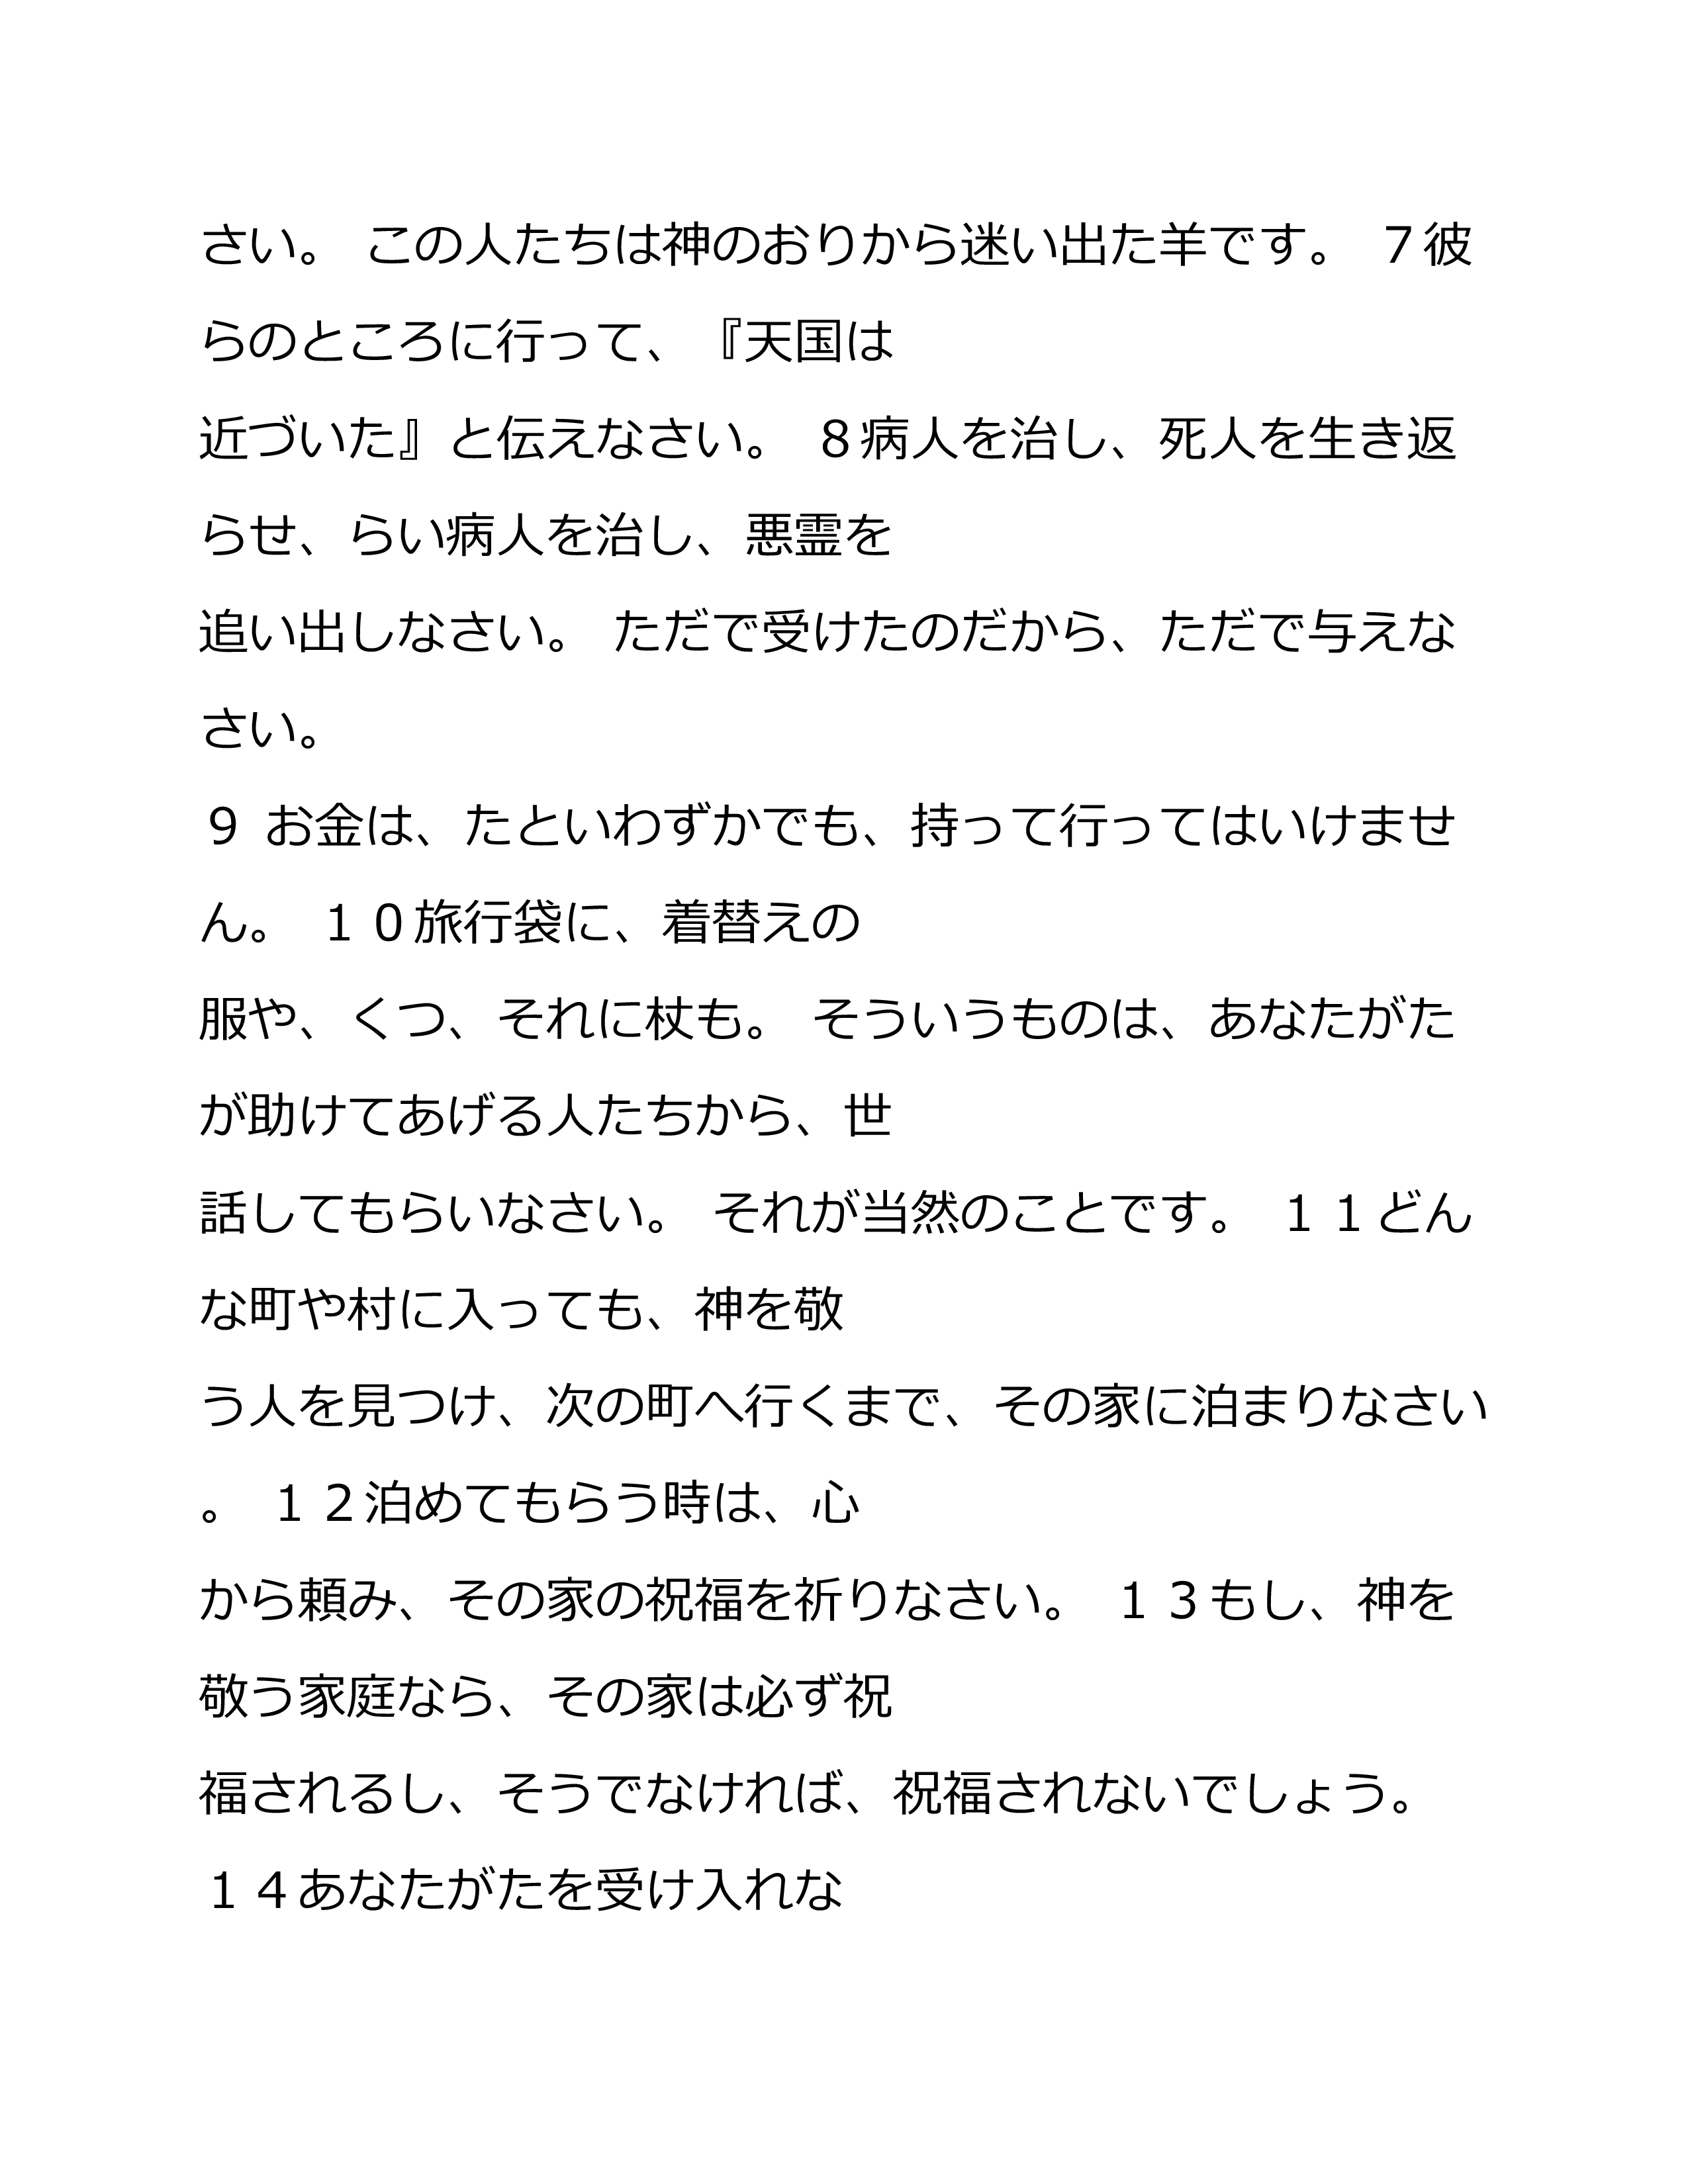 さい。 この人たちは神のおりから迷い出た羊です。 ７彼
らのところに行って、『天国は
近づいた』と伝えなさい。 ８病人を治し、死人を生き返
らせ、らい病人を治し、悪霊を
追い出しなさい。 ただで受けたのだから、ただで与えな
さい。
９ お金は、たといわずかでも、持って行ってはいけませ
ん。 １０旅行袋に、着替えの
服や、くつ、それに杖も。 そういうものは、あなたがた
が助けてあげる人たちから、世
話してもらいなさい。 それが当然のことです。 １１どん
な町や村に入っても、神を敬
う人を見つけ、次の町へ行くまで、その家に泊まりなさい
。 １２泊めてもらう時は、心
から頼み、その家の祝福を祈りなさい。 １３もし、神を
敬う家庭なら、その家は必ず祝
福されるし、そうでなければ、祝福されないでしょう。
１４あなたがたを受け入れな